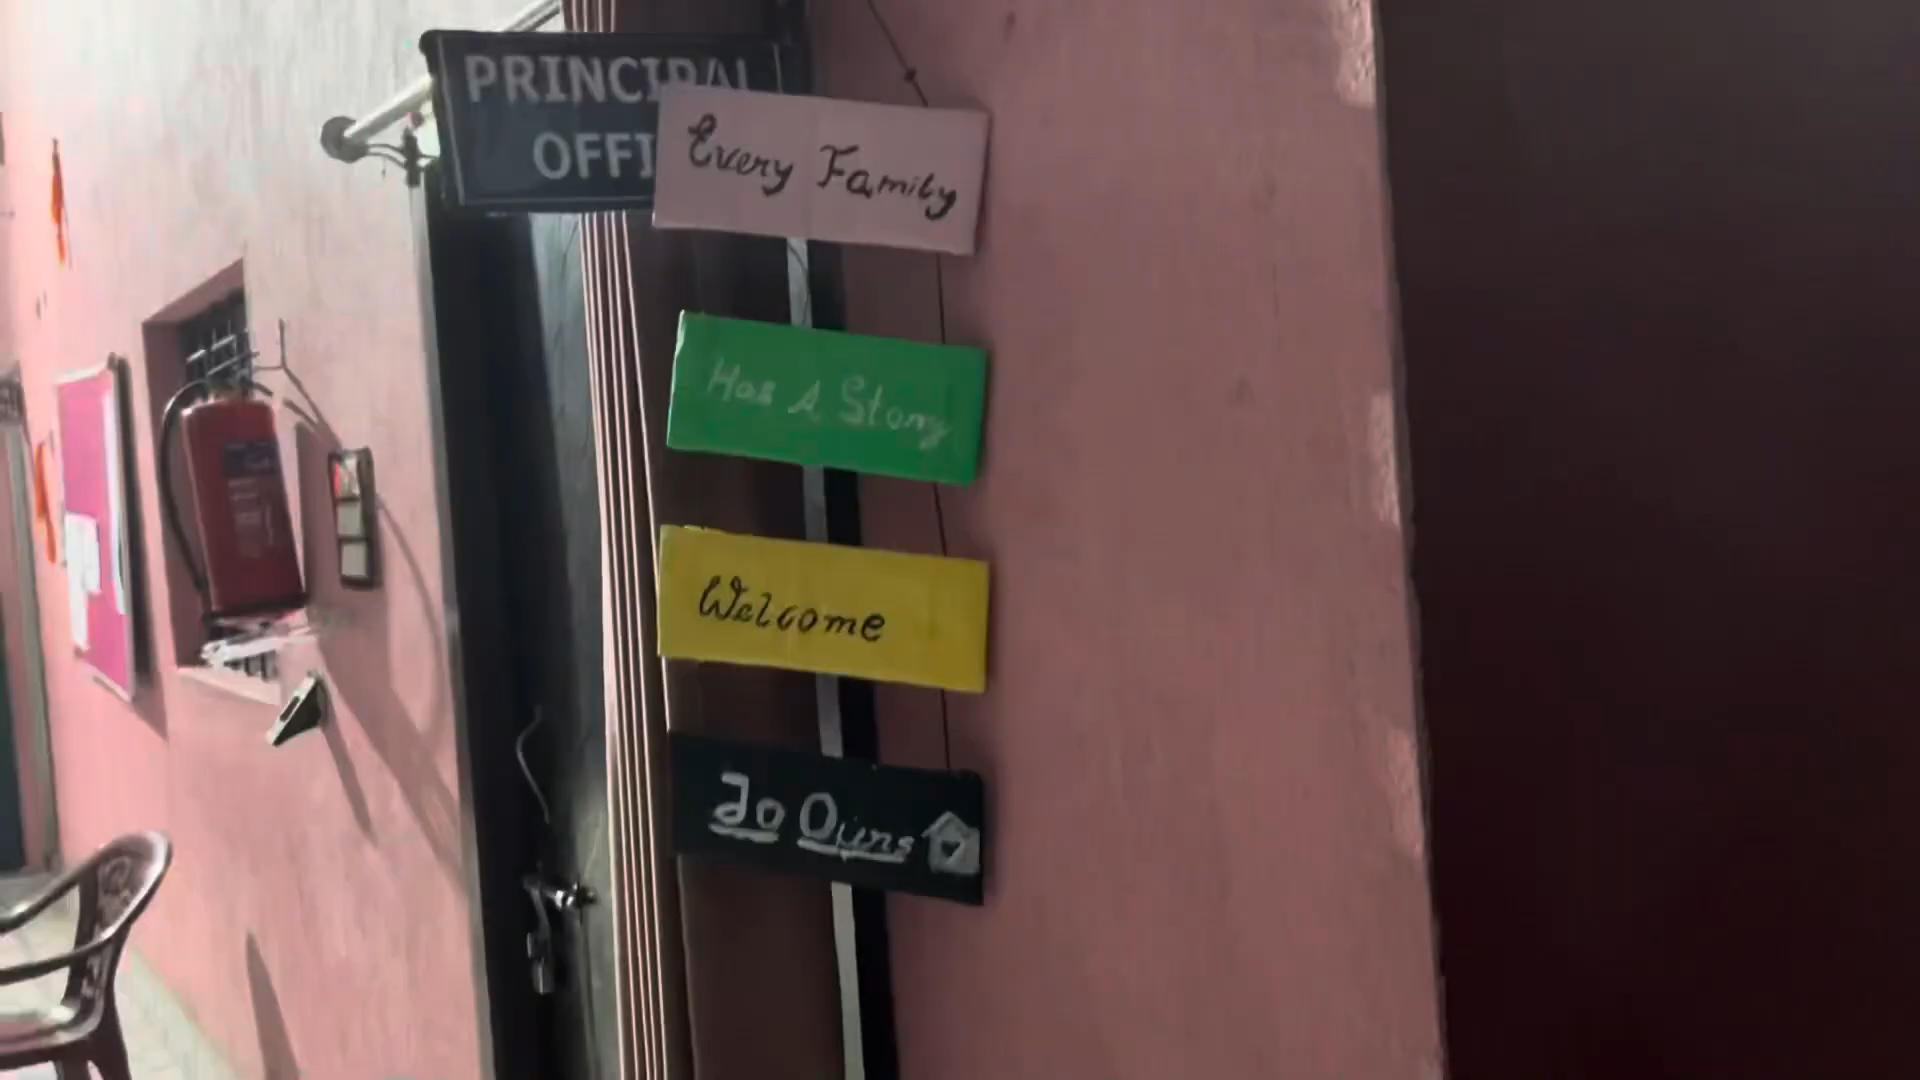 PRINCIPAL
OFFI
Every Family
Has A Story
Welcome
To Ours